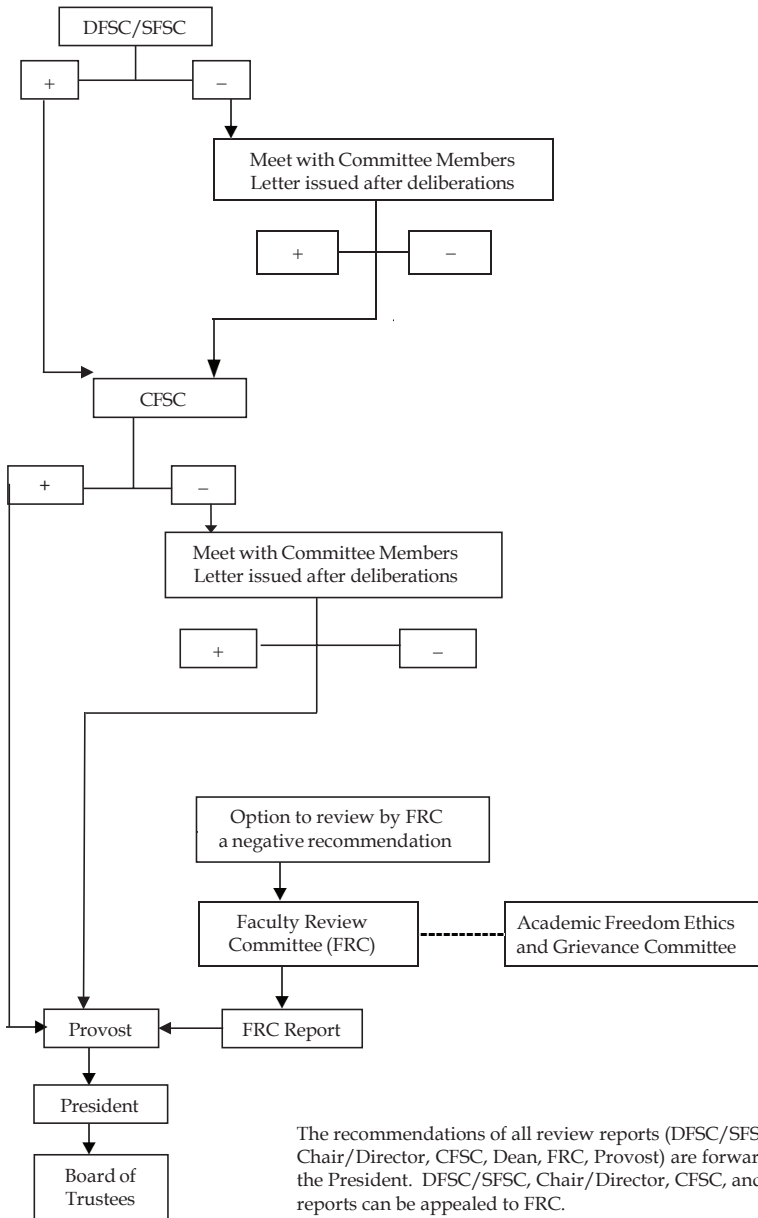 DFSC/SFSC
+
–
Meet with Committee Members
Letter issued after deliberations
+
–
CFSC
+
–
Meet with Committee Members
Letter issued after deliberations
+
–
Option to review by FRC
a negative recommendation
Faculty Review
Committee (FRC)
Academic Freedom Ethics
and Grievance Committee
Provost
FRC Report
President
Board of
Trustees
The recommendations of all review reports (DFSC/SFS
Chair/Director, CFSC, Dean, FRC, Provost) are forwar
the President. DFSC/SFSC, Chair/Director, CFSC, and
reports can be appealed to FRC.